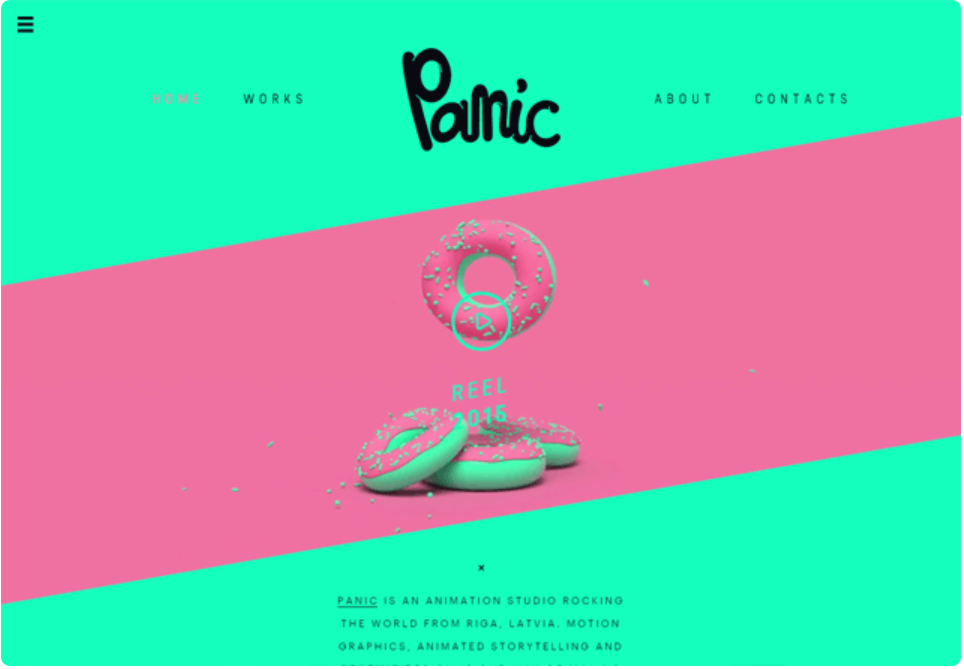 HOME WORKS Panic ABOUT CONTACTS
REEL
2015
PANIC IS AN ANIMATION STUDIO ROCKING
THE WORLD FROM RIGA, LATVIA. MOTION
GRAPHICS, ANIMATED STORYTELLING AND